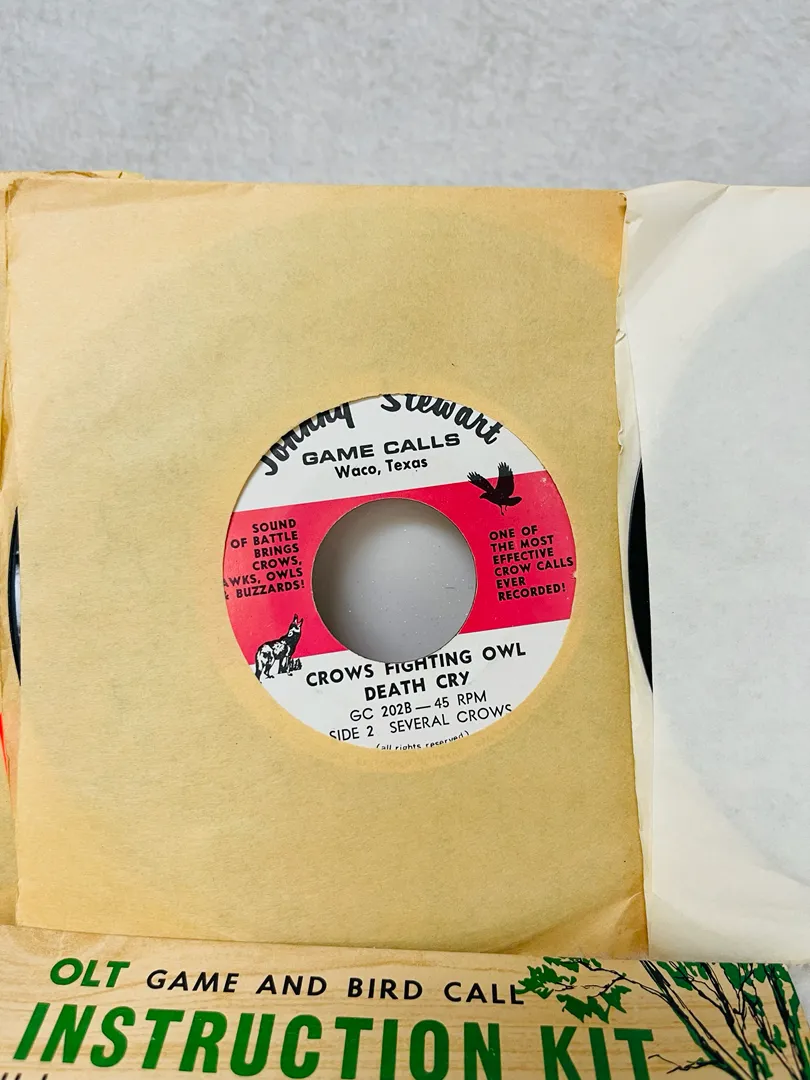 Johnny Stewart
GAME CALLS
Waco, Texas
SOUND
OF BATTLE
BRINGS
CROWS,
AWKS, OWLS
& BUZZARDS!
ONE OF
THE MOST
EFFECTIVE
CROW CALLS
EVER
RECORDED!
CROWS FIGHTING OWL
DEATH CRY
GC 202B — 45 RPM
SIDE 2 SEVERAL CROWS
(all rights reserved)
OLT GAME AND BIRD CALL
INSTRUCTION KIT